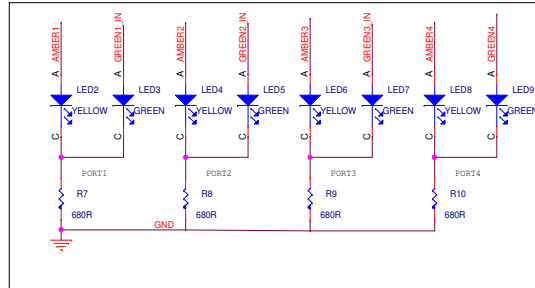 AMBER1 GREEN1_IN AMBER2 GREEN2_IN AMBER3 GREEN3_IN AMBER4 GREEN4
A A A A A A A A
LED2 LED3 LED4 LED5 LED6 LED7 LED8 LED9
YELLOW GREEN YELLOW GREEN YELLOW GREEN YELLOW GREEN
C C C C C C C C
PORT1 PORT2 PORT3 PORT4
R7 R8 R9 R10
680R 680R 680R 680R
GND